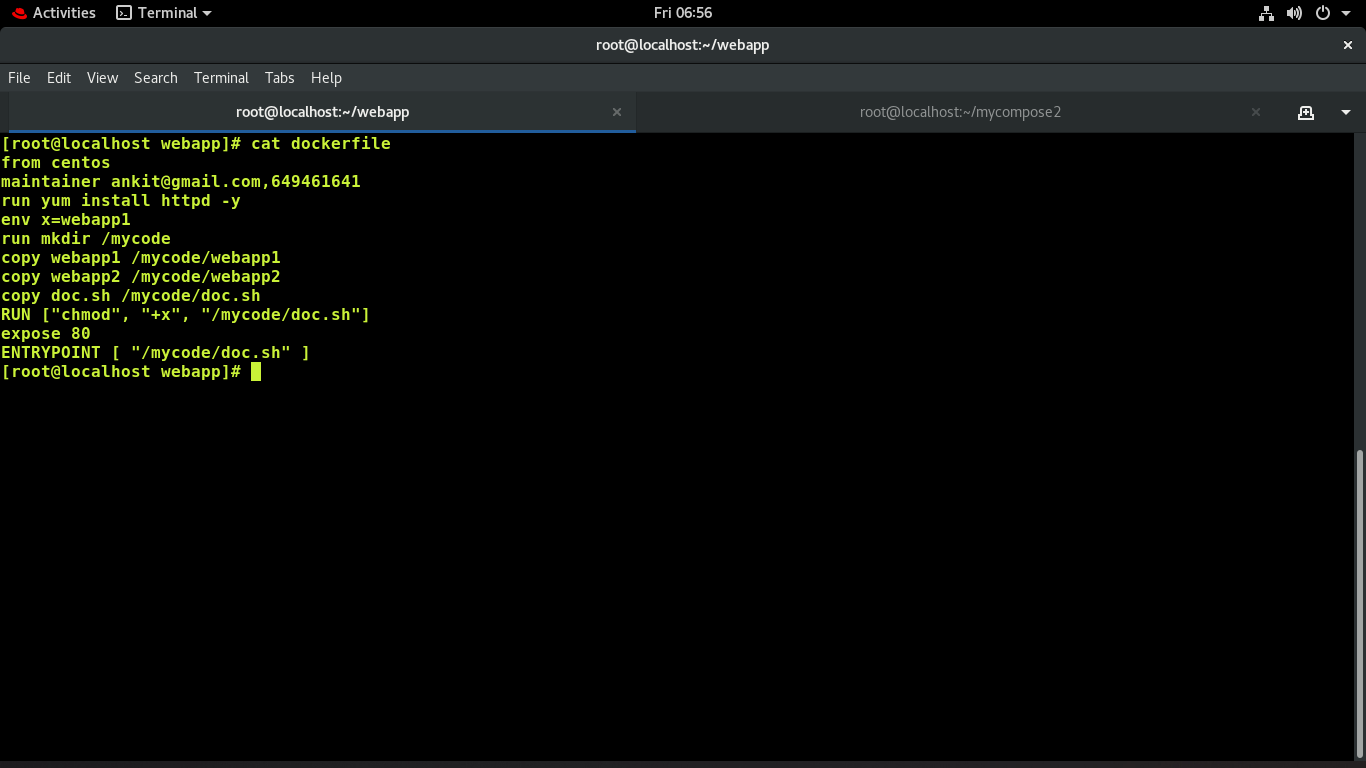 Activities Terminal Fri 06:56
root@localhost:~/webapp
File Edit View Search Terminal Tabs Help
root@localhost:~/webapp root@localhost:~/mycompose2
[root@localhost webapp]# cat dockerfile
from centos
maintainer ankit@gmail.com,649461641
run yum install httpd -y
env x=webapp1
run mkdir /mycode
copy webapp1 /mycode/webapp1
copy webapp2 /mycode/webapp2
copy doc.sh /mycode/doc.sh
RUN ["chmod", "+x", "/mycode/doc.sh"]
expose 80
ENTRYPOINT [ "/mycode/doc.sh" ]
[root@localhost webapp]#